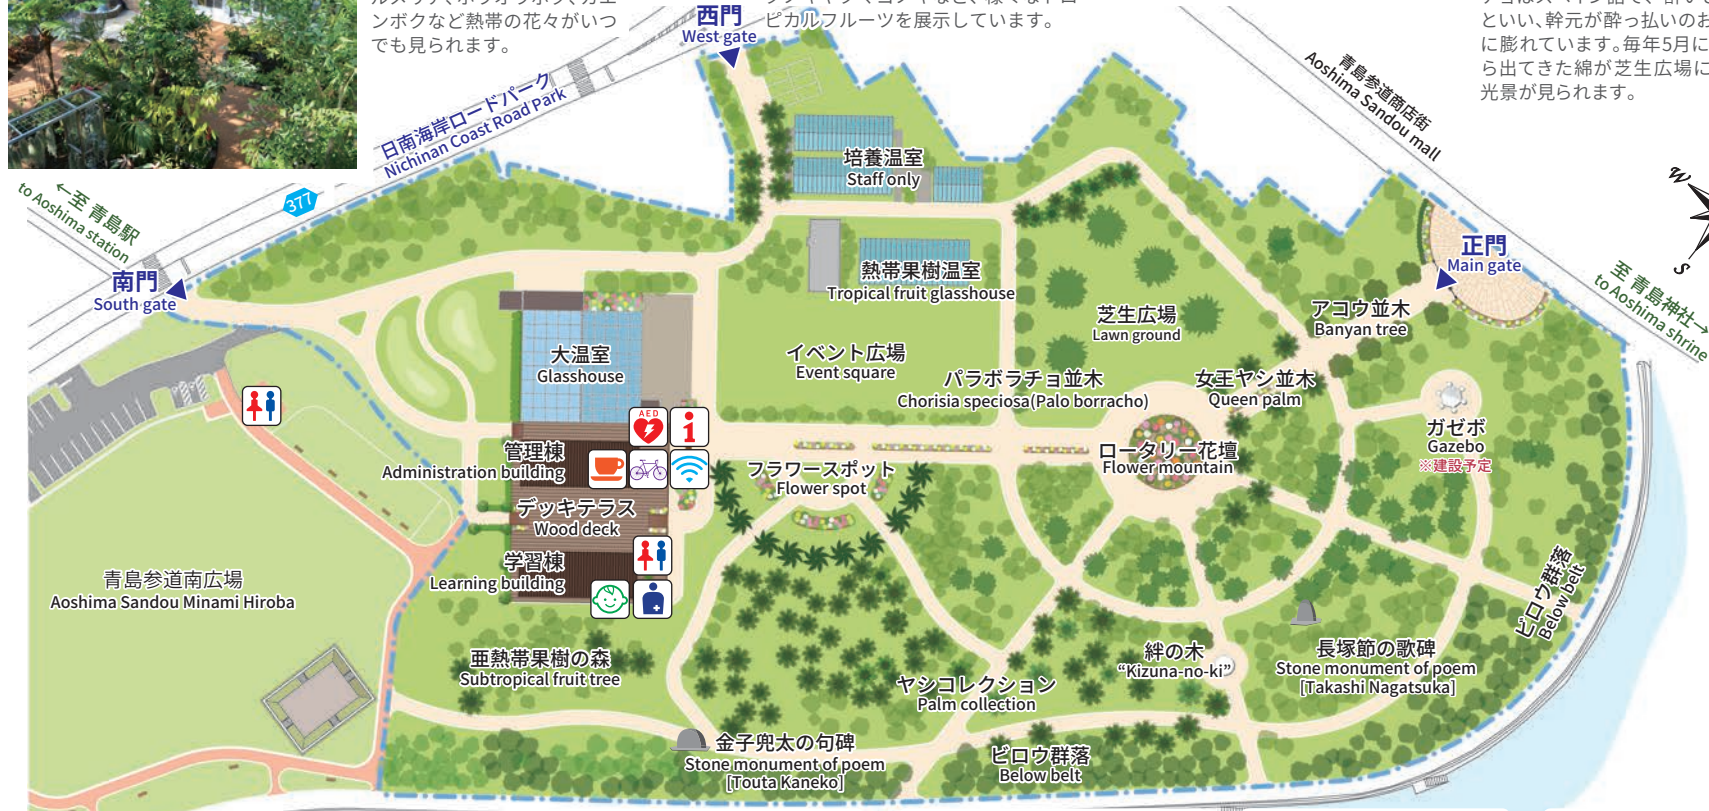 ンボクなど熱帯の花々がいつ
でも見られます。
ピカルフルーツを展示しています。
といい、幹元が酔っ払いのお
に膨れています。毎年5月に
ら出てきた綿が芝生広場に
光景が見られます。
西門
West gate
日南海岸ロードパーク
Nichinan Coast Road Park
377
青島参道商店街
Aoshima Sandou mall
培養温室
Staff only
W
S
←至 青島駅
to Aoshima station
南門
South gate
正門
Main gate
至 青島神社→
to Aoshima shrine
熱帯果樹温室
Tropical fruit glasshouse
芝生広場
Lawn ground
アコウ並木
Banyan tree
大温室
Glasshouse
イベント広場
Event square
パラボラチョ並木
Chorisia speciosa(Palo borracho)
女王ヤシ並木
Queen palm
AED
i
ガゼボ
Gazebo
※建設予定
管理棟
Administration building
フラワースポット
Flower spot
ロータリー花壇
Flower mountain
デッキテラス
Wood deck
学習棟
Learning building
青島参道南広場
Aoshima Sandou Minami Hiroba
ビロウ群落
Below belt
亜熱帯果樹の森
Subtropical fruit tree
ヤシコレクション
Palm collection
絆の木
“Kizuna-no-ki”
長塚節の歌碑
Stone monument of poem
[Takashi Nagatsuka]
金子兜太の句碑
Stone monument of poem
[Touta Kaneko]
ビロウ群落
Below belt